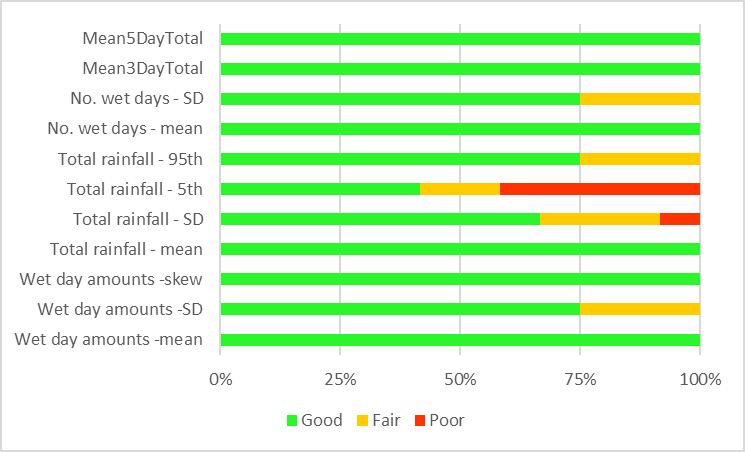 Mean5DayTotal
Mean3DayTotal
No. wet days - SD
No. wet days - mean
Total rainfall - 95th
Total rainfall - 5th
Total rainfall - SD
Total rainfall - mean
Wet day amounts -skew
Wet day amounts -SD
Wet day amounts -mean
0% 25% 50% 75% 100%
Good Fair Poor